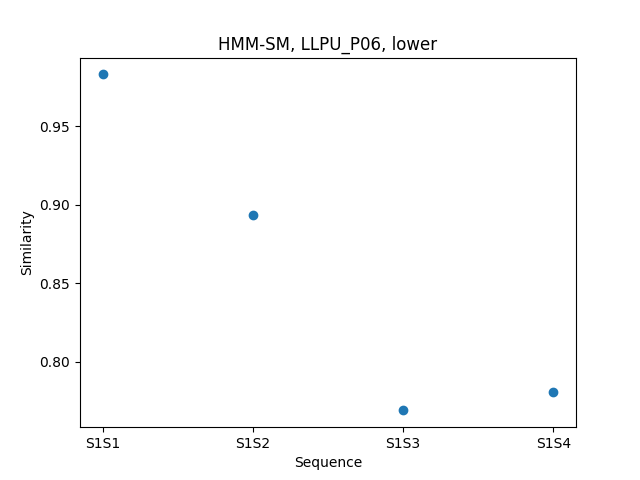 HMM-SM, LLPU_P06, lower
0.95
0.90
0.85
0.80
Similarity
S1S1 S1S2 S1S3 S1S4
Sequence